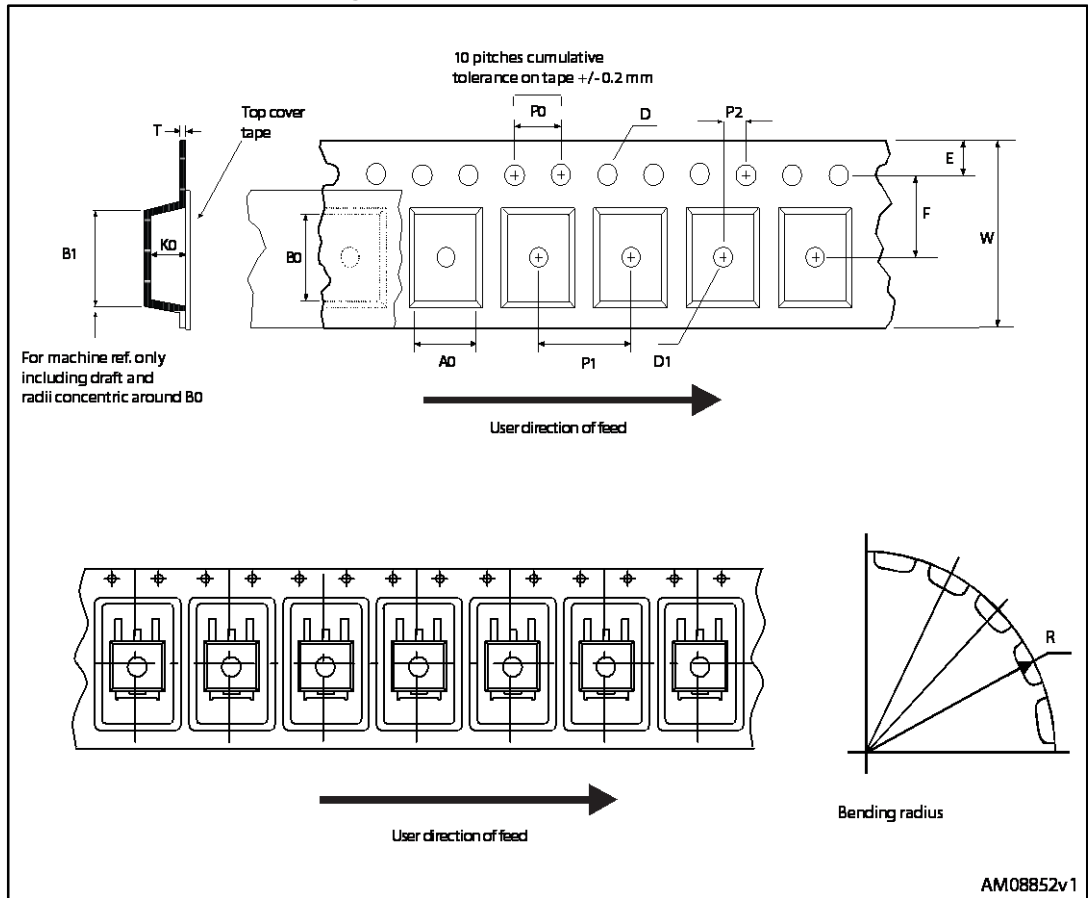 10 pitches cumulative
tolerance on tape +/- 0.2 mm
T
Top cover
tape
P0
D
P2
E
F
W
B1
K0
B0
For machine ref. only
including draft and
radii concentric around B0
A0
P1
D1
User direction of feed
R
Bending radius
User direction of feed
AM08852v1